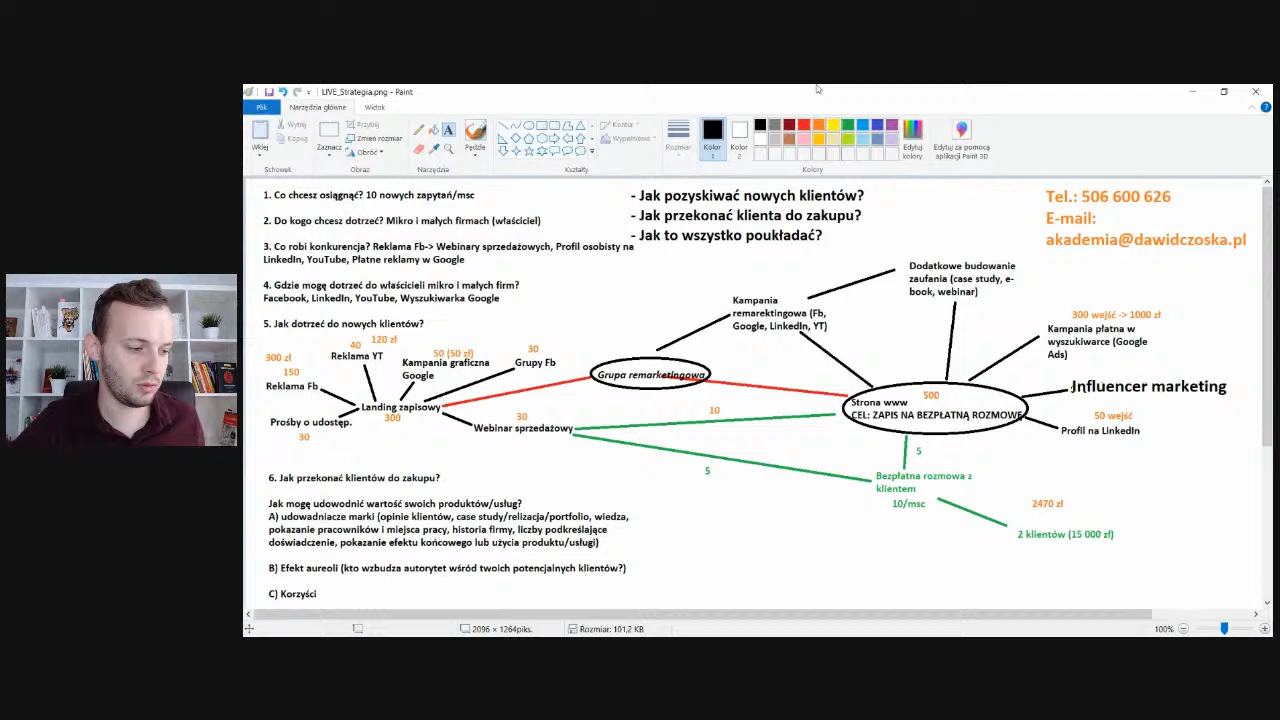 LIVE_Strategia.png - Paint
Plik
Narzędzia główne
Widok
Wklej
Wytnij
Kopiuj
Schowek
Zaznacz
Przytnij
Zmień rozmiar
Obróć
Obraz
Narzędzia
Pędzle
Kształty
Kontur
Wypełnienie
Rozmiar
Kolor
1
Kolor
2
Edytuj
kolory
Edytuj za pomocą
aplikacji Paint 3D
Kolory
1. Co chcesz osiągnąć? 10 nowych zapytań/msc
2. Do kogo chcesz dotrzeć? Mikro i małych firmach (właściciel)
3. Co robi konkurencja? Reklama Fb-> Webinary sprzedażowych, Profil osobisty na
LinkedIn, YouTube, Płatne reklamy w Google
4. Gdzie mogę dotrzeć do właścicieli mikro i małych firm?
Facebook, LinkedIn, YouTube, Wyszukiwarka Google
5. Jak dotrzeć do nowych klientów?
- Jak pozyskiwać nowych klientów?
- Jak przekonać klienta do zakupu?
- Jak to wszystko poukładać?
Tel.: 506 600 626
E-mail:
akademia@dawidczoska.pl
300 zł
150
Reklama Fb
40
120 zł
Reklama YT
50 (50 zł)
Kampania graficzna
Google
30
Grupy Fb
Landing zapisowy
300
Prośby o udostęp.
30
30
Webinar sprzedażowy
Grupa remarketingowa
Kampania
remarektingowa (Fb,
Google, LinkedIn, YT)
Dodatkowe budowanie
zaufania (case study, e-
book, webinar)
300 wejść -> 1000 zł
Kampania płatna w
wyszukiwarce (Google
Ads)
Influencer marketing
50 wejść
Profil na LinkedIn
500
Strona www
CEL: ZAPIS NA BEZPŁATNĄ ROZMOWĘ
10
5
5
Bezpłatna rozmowa z
klientem
10/msc
2470 zł
2 klientów (15 000 zł)
6. Jak przekonać klientów do zakupu?
Jak mogę udowodnić wartość swoich produktów/usług?
A) udowadniacze marki (opinie klientów, case study/relizacja/portfolio, wiedza,
pokazanie pracowników i miejsca pracy, historia firmy, liczby podkreślające
doświadczenie, pokazanie efektu końcowego lub użycia produktu/usługi)
B) Efekt aureoli (kto wzbudza autorytet wśród twoich potencjalnych klientów?)
C) Korzyści
2096 × 1264piks.
Rozmiar: 101,2 KB
100%